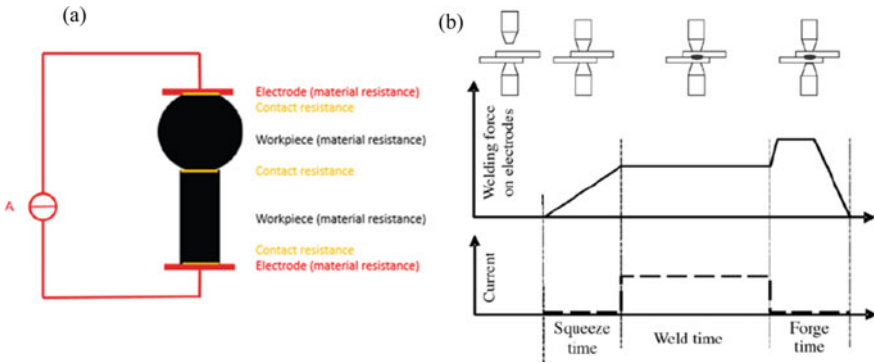 (a)
Electrode (material resistance)
Contact resistance
Workpiece (material resistance)
Contact resistance
Workpiece (material resistance)
Contact resistance
Electrode (material resistance)
A
(b)
Welding force
on electrodes
Current
Squeeze
time
Weld time
Forge
time